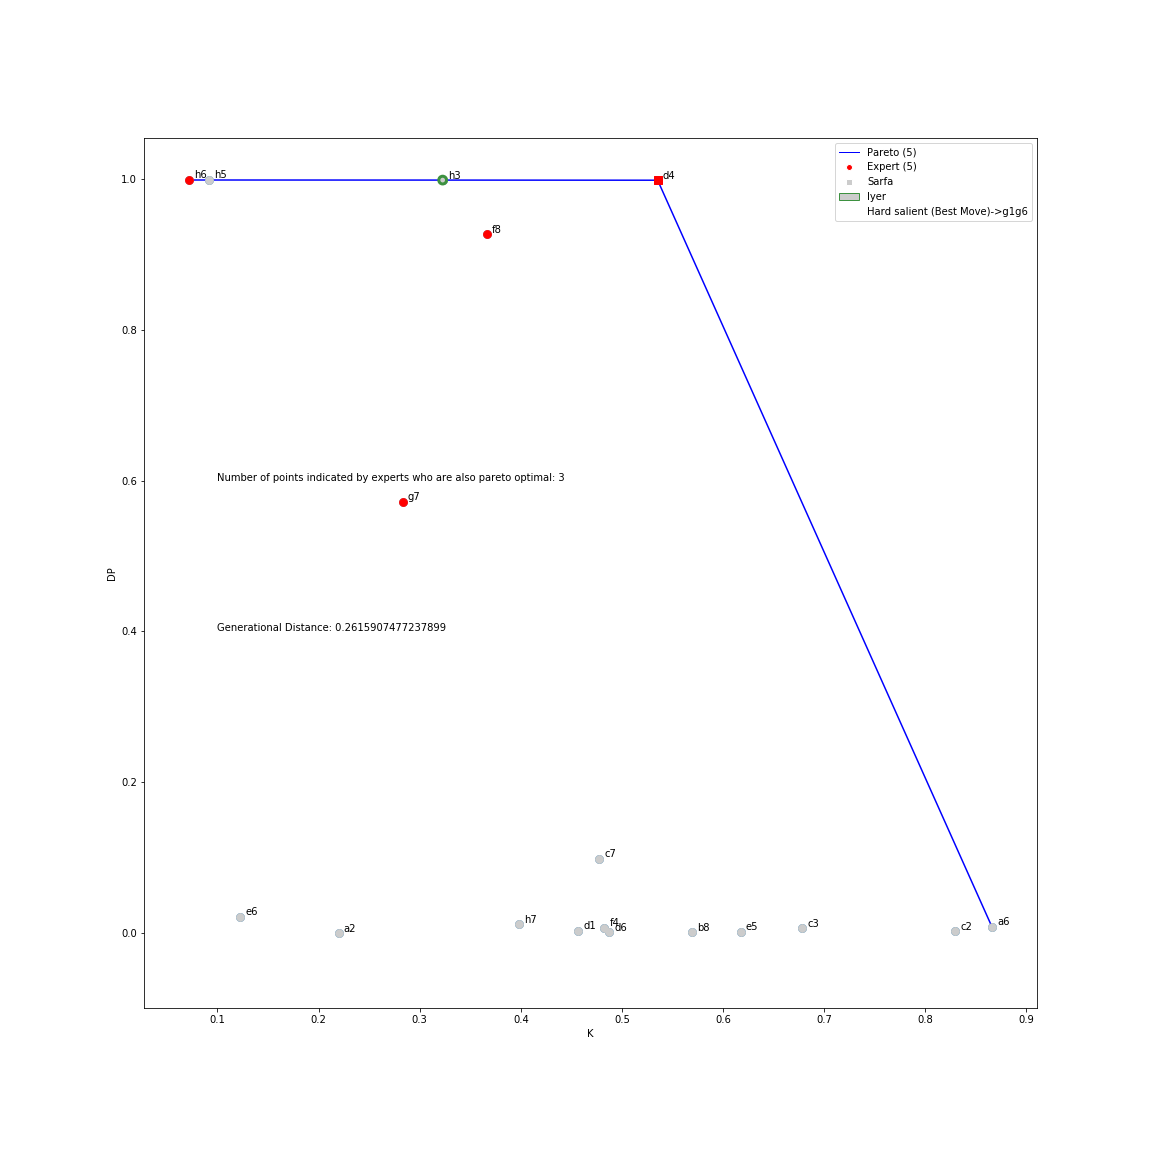 Pareto (5)
Expert (5)
Sarfa
Iyer
Hard salient (Best Move)->g1g6
1.0
h6
h5
h3
d4
f8
0.8
Number of points indicated by experts who are also pareto optimal: 3
0.6
g7
DP
0.4
Generational Distance: 0.2615907477237899
0.2
c7
e6
a2
h7
d1
f4
d6
b8
e5
c3
c2
a6
0.0
0.1
0.2
0.3
0.4
0.5
0.6
0.7
0.8
0.9
K